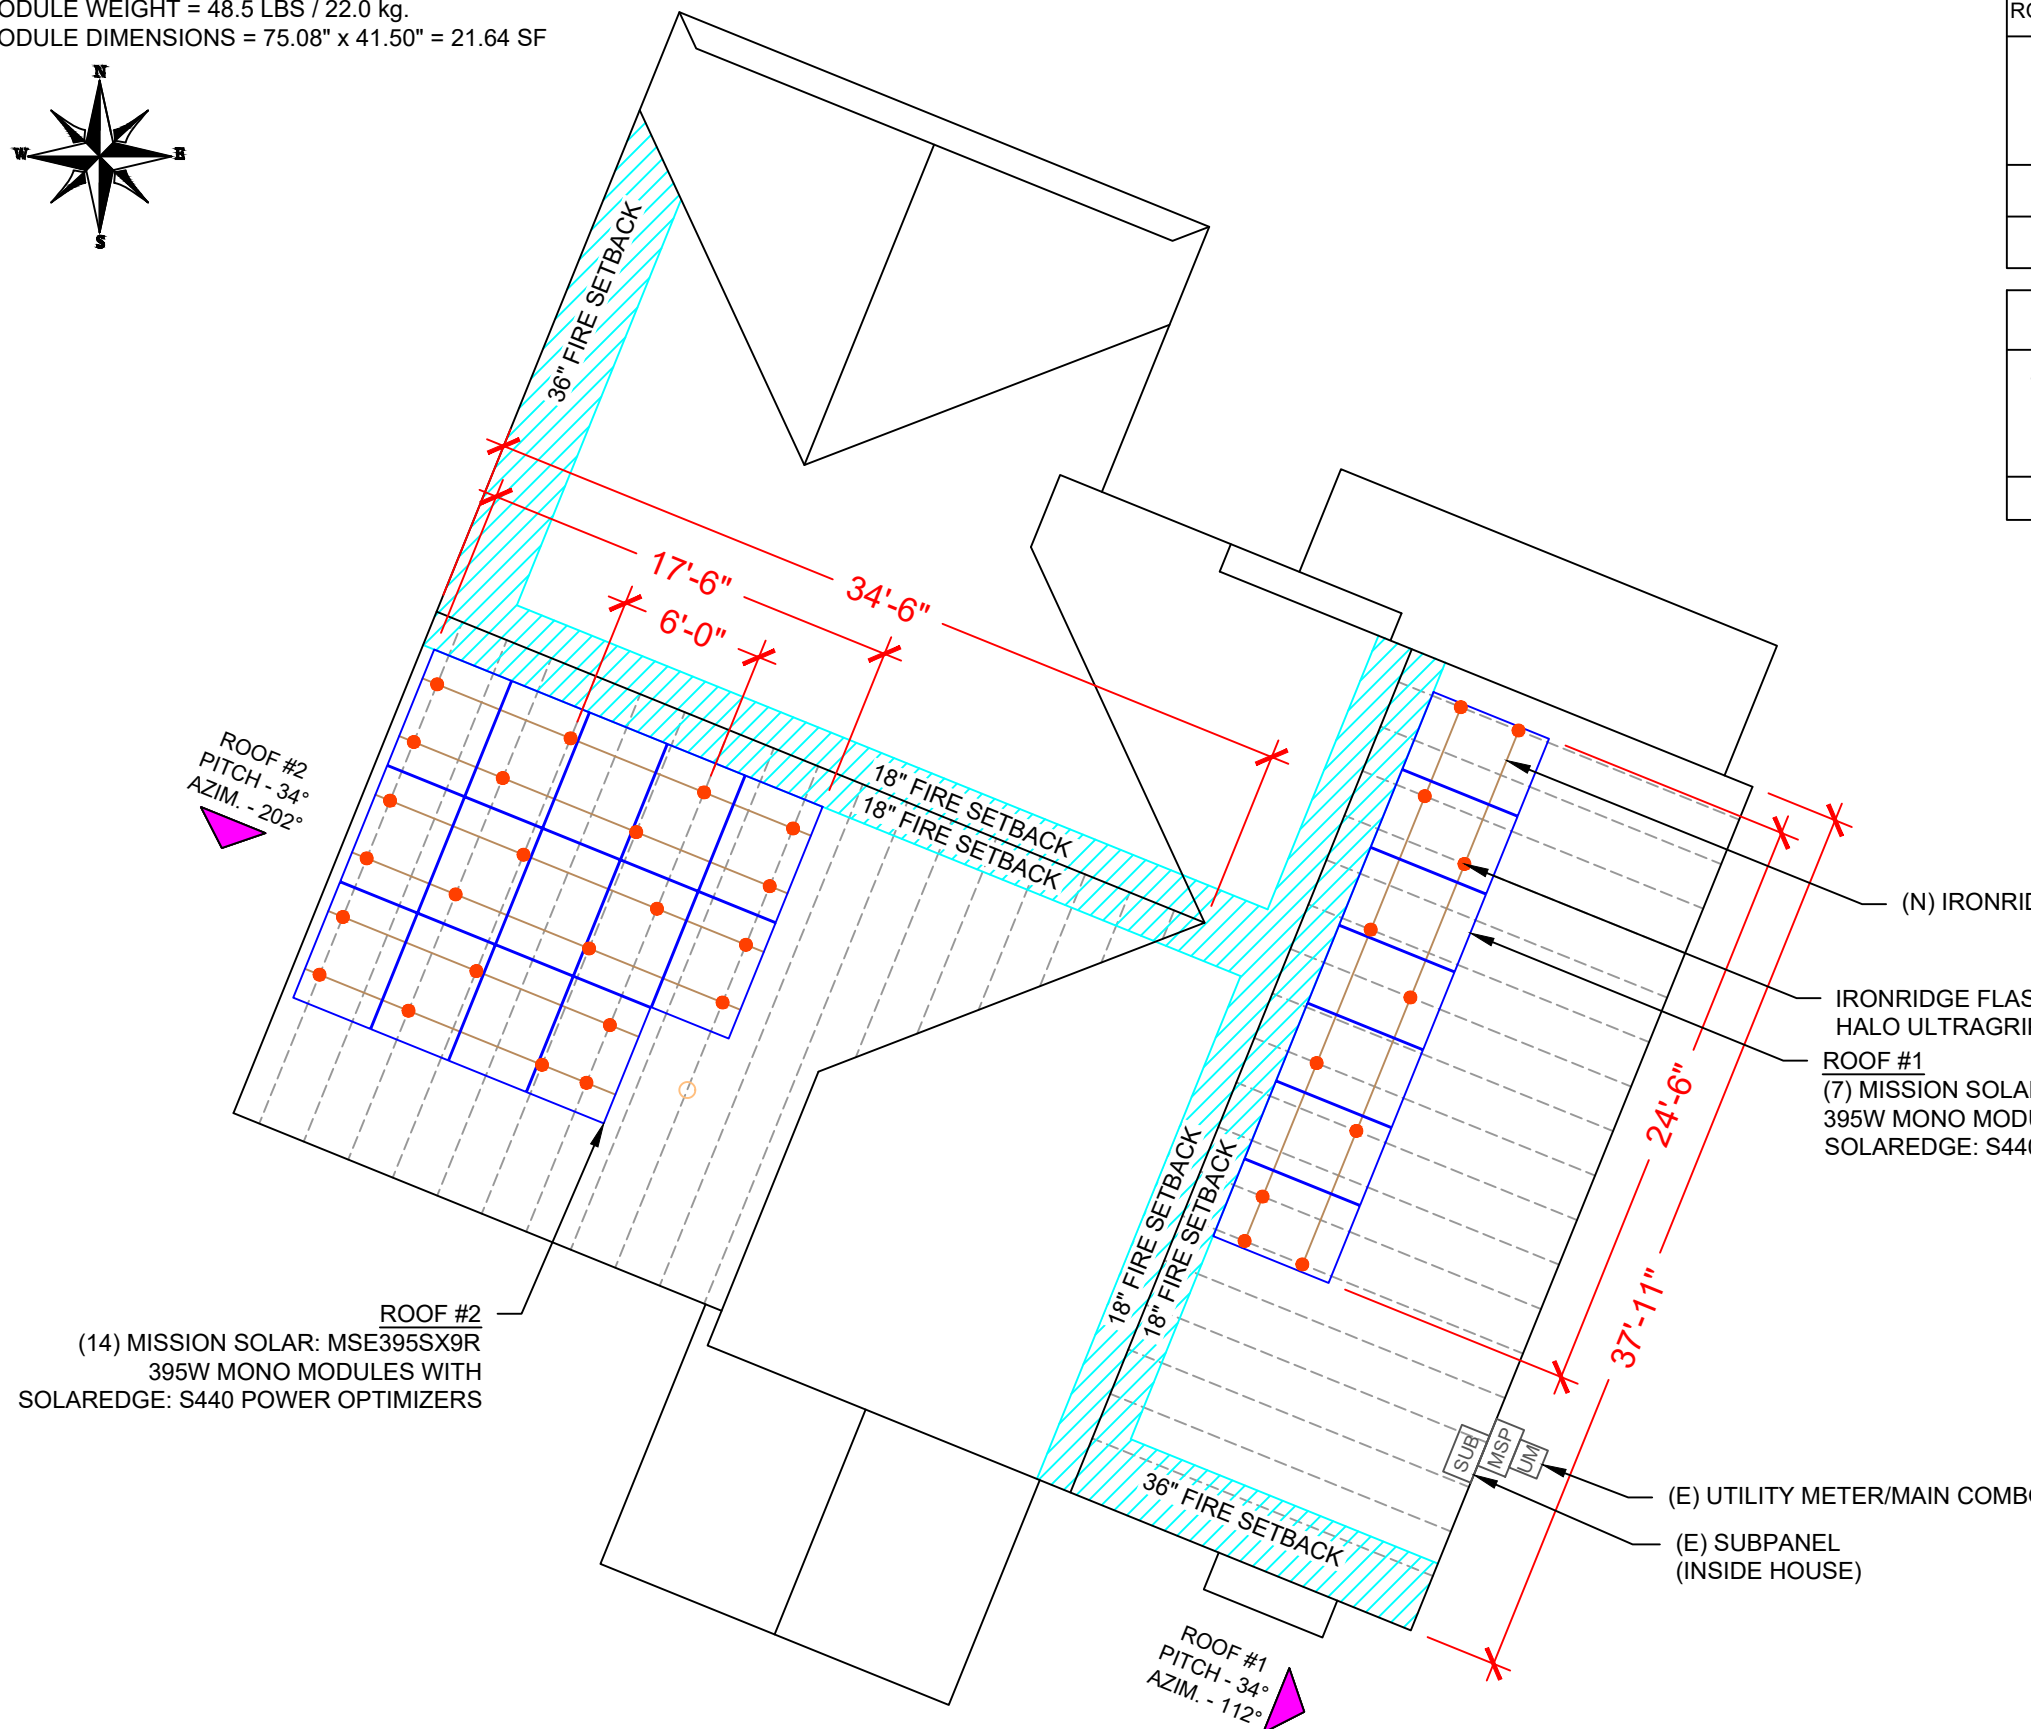 ODULE WEIGHT = 48.5 LBS / 22.0 kg.
ODULE DIMENSIONS = 75.08" x 41.50" = 21.64 SF
N
W
E
S
36" FIRE SETBACK
17'-6"
34'-6"
6'-0"
ROOF #2
PITCH - 34°
AZIM. - 202°
18" FIRE SETBACK
18" FIRE SETBACK
(N) IRONRID
IRONRIDGE FLAS
HALO ULTRAGRI
ROOF #1
(7) MISSION SOLA
395W MONO MODU
SOLAREDGE: S440
24'-6"
37'-11"
18" FIRE SETBACK
18" FIRE SETBACK
ROOF #2
(14) MISSION SOLAR: MSE395SX9R
395W MONO MODULES WITH
SOLAREDGE: S440 POWER OPTIMIZERS
SUB
MSP
UM
36" FIRE SETBACK
(E) UTILITY METER/MAIN COMB
(E) SUBPANEL
(INSIDE HOUSE)
ROOF #1
PITCH - 34°
AZIM. - 112°